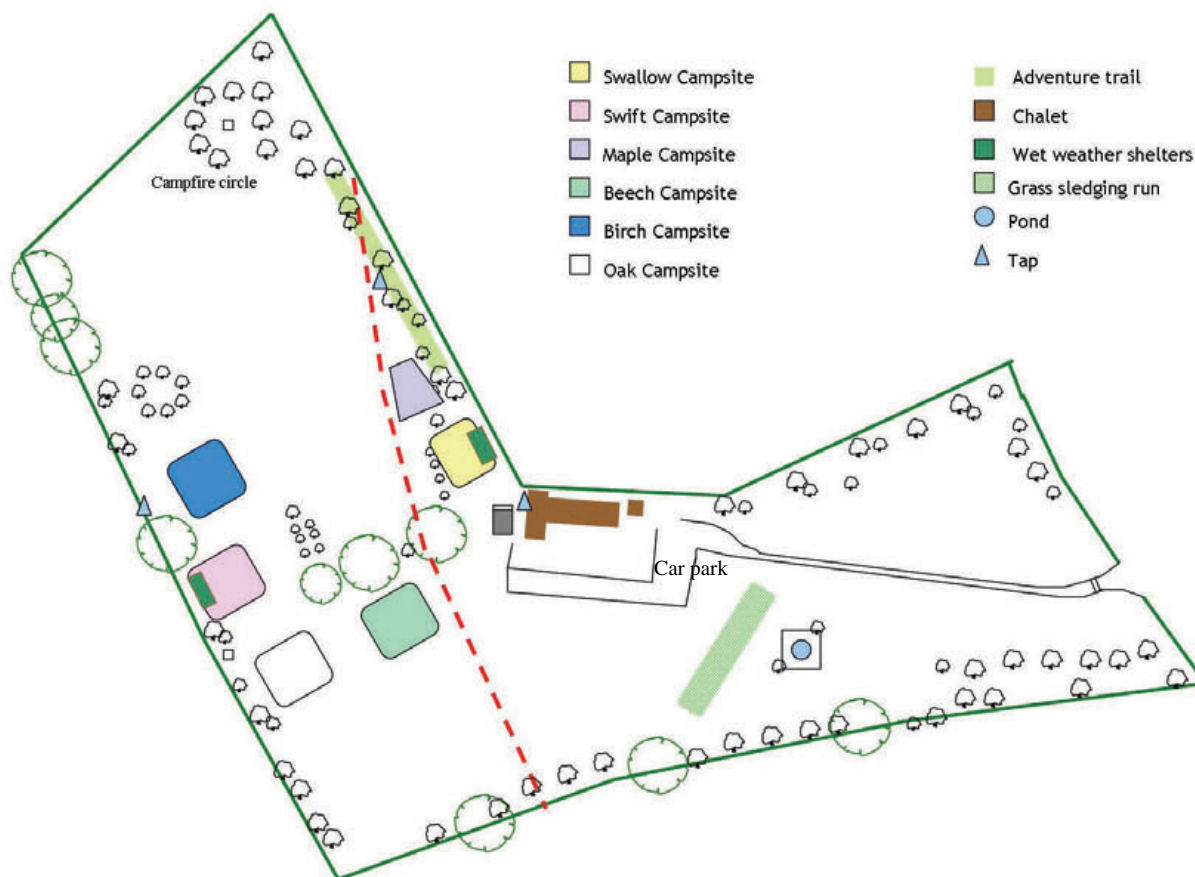 Swallow Campsite
Swift Campsite
Maple Campsite
Beech Campsite
Birch Campsite
Oak Campsite
Adventure trail
Chalet
Wet weather shelters
Grass sledging run
Pond
Tap
Campfire circle
Car park